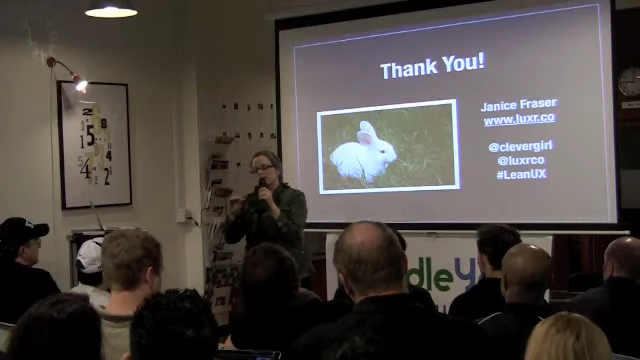 Thank You!
Janice Fraser
www.luxr.co
@clevergirl
@luxrco
#LeanUX